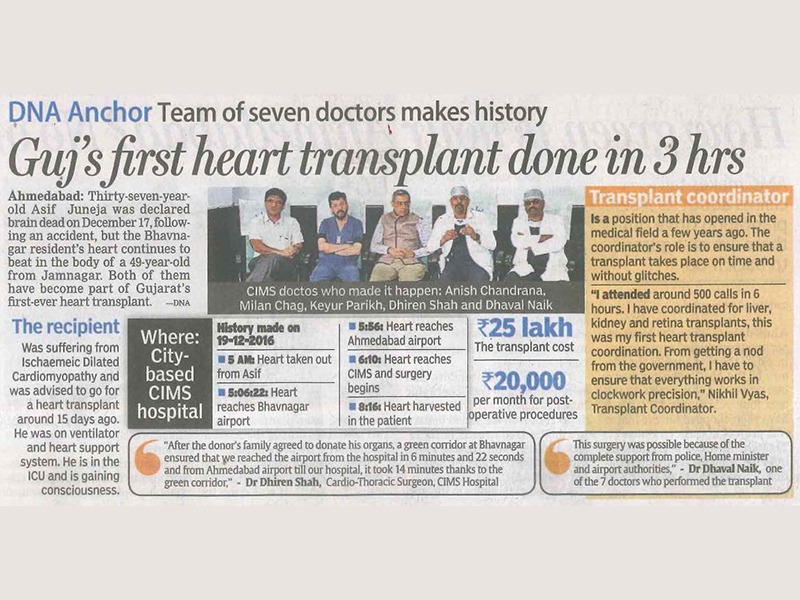 DNA Anchor Team of seven doctors makes history
Guj's first heart transplant done in 3 hrs
Ahmedabad: Thirty-seven-year-
old Asif Juneja was declared
brain dead on December 17, follow-
ing an accident, but the Bhavna-
gar resident's heart continues to
beat in the body of a 49-year-old
from Jamnagar. Both of them
have become part of Gujarat's
first-ever heart transplant. —DNA
CIMS doctos who made it happen: Anish Chandrana,
Milan Chag, Keyur Parikh, Dhiren Shah and Dhaval Naik
Transplant coordinator
Is a position that has opened in the
medical field a few years ago. The
coordinator's role is to ensure that a
transplant takes place on time and
without glitches.
"I attended around 500 calls in 6
hours. I have coordinated for liver,
kidney and retina transplants, this
was my first heart transplant
coordination. From getting a nod
from the government, I have to
ensure that everything works in
clockwork precision," Nikhil Vyas,
Transplant Coordinator.
The recipient
Was suffering from
Ischaemeic Dilated
Cardiomyopathy and
was advised to go for
a heart transplant
around 15 days ago.
He was on ventilator
and heart support
system. He is in the
ICU and is gaining
consciousness.
Where:
City-
based
CIMS
hospital
History made on
19-12-2016
5 AM: Heart taken out
from Asif
5:06:22: Heart
reaches Bhavnagar
airport
5:56: Heart reaches
Ahmedabad airport
6:10: Heart reaches
CIMS and surgery
begins
8:16: Heart harvested
in the patient
₹25 lakh
The transplant cost
₹20,000
per month for post-
operative procedures
"After the donor's family agreed to donate his organs, a green corridor at Bhavnagar
ensured that we reached the airport from the hospital in 6 minutes and 22 seconds
and from Ahmedabad airport till our hospital, it took 14 minutes thanks to the
green corridor," - Dr Dhiren Shah, Cardio-Thoracic Surgeon, CIMS Hospital
This surgery was possible because of the
complete support from police, Home minister
and airport authorities," - Dr Dhaval Naik, one
of the 7 doctors who performed the transplant